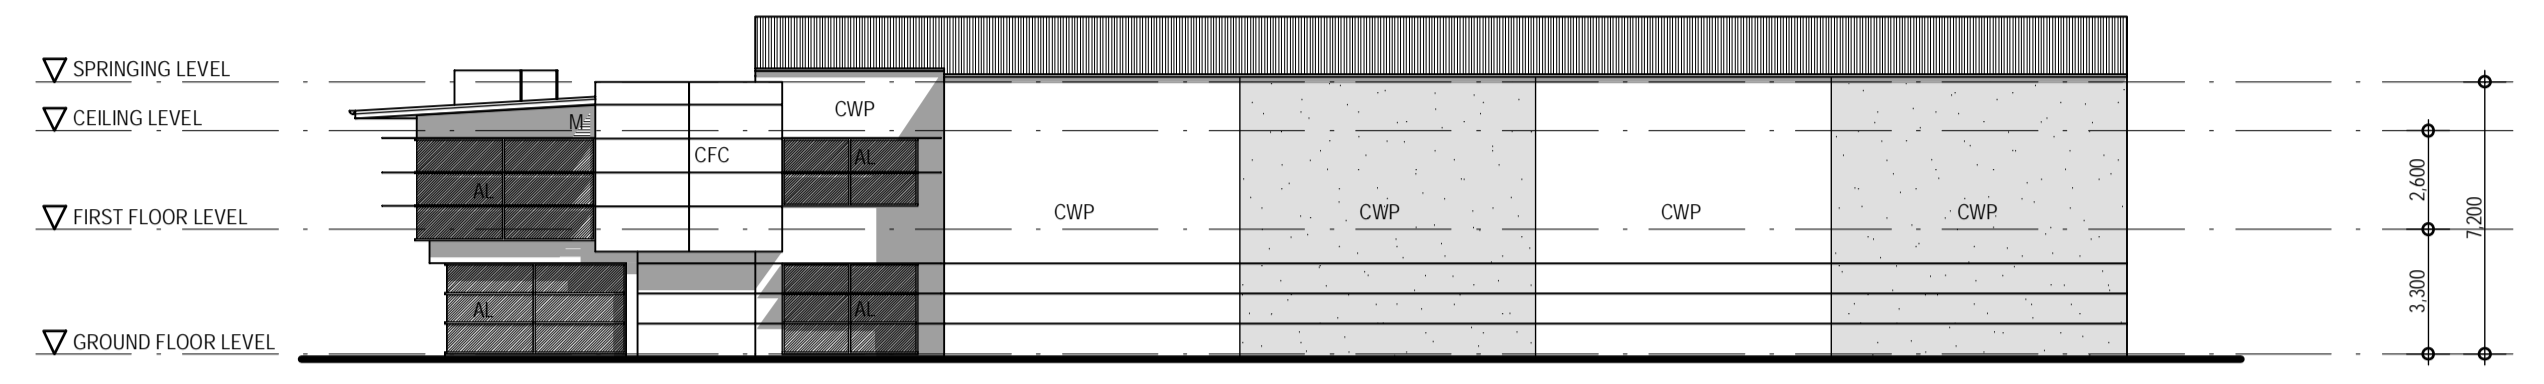 SPRINGING LEVEL
CEILING LEVEL
CWP
M
CFC
AL
AL
2,600
FIRST FLOOR LEVEL
CWP
CWP
CWP
CWP
7,200
AL
AL
3,300
GROUND FLOOR LEVEL